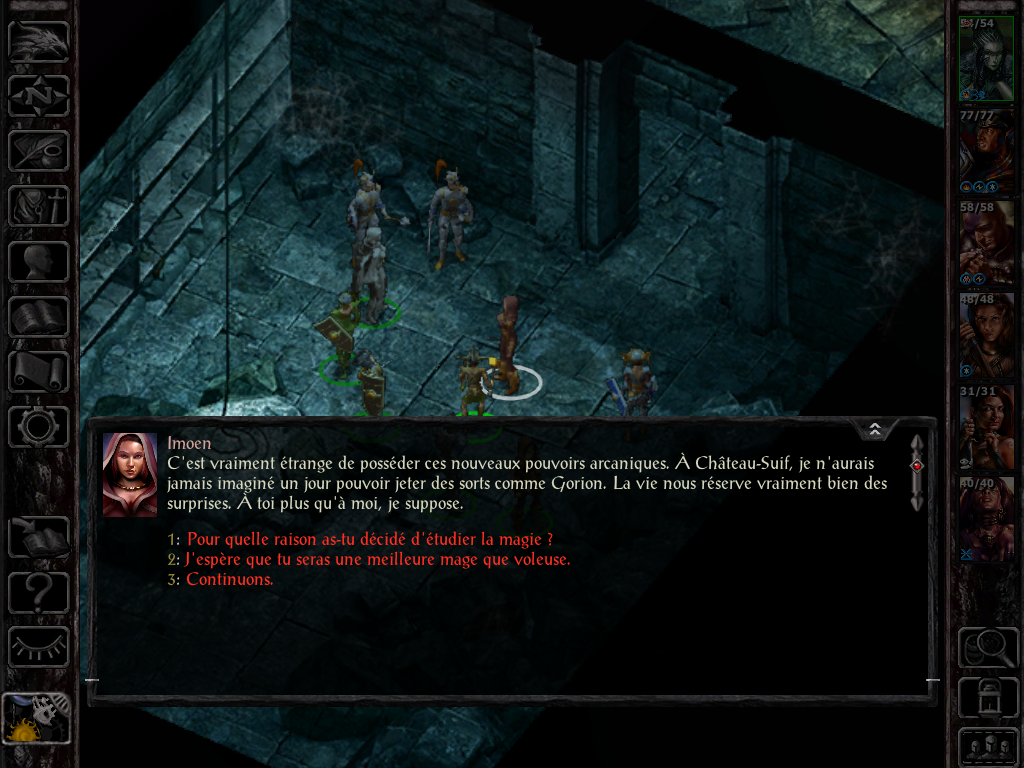 54/54
77/77
58/58
48/48
31/31
40/40
Imoen
C'est vraiment étrange de posséder ces nouveaux pouvoirs arcaniques. À Château-Suif, je n'aurais
jamais imaginé un jour pouvoir jeter des sorts comme Gorion. La vie nous réserve vraiment bien des
surprises. À toi plus qu'à moi, je suppose.
1: Pour quelle raison as-tu décidé d'étudier la magie ?
2: J'espère que tu seras une meilleure mage que voleuse.
3: Continuons.